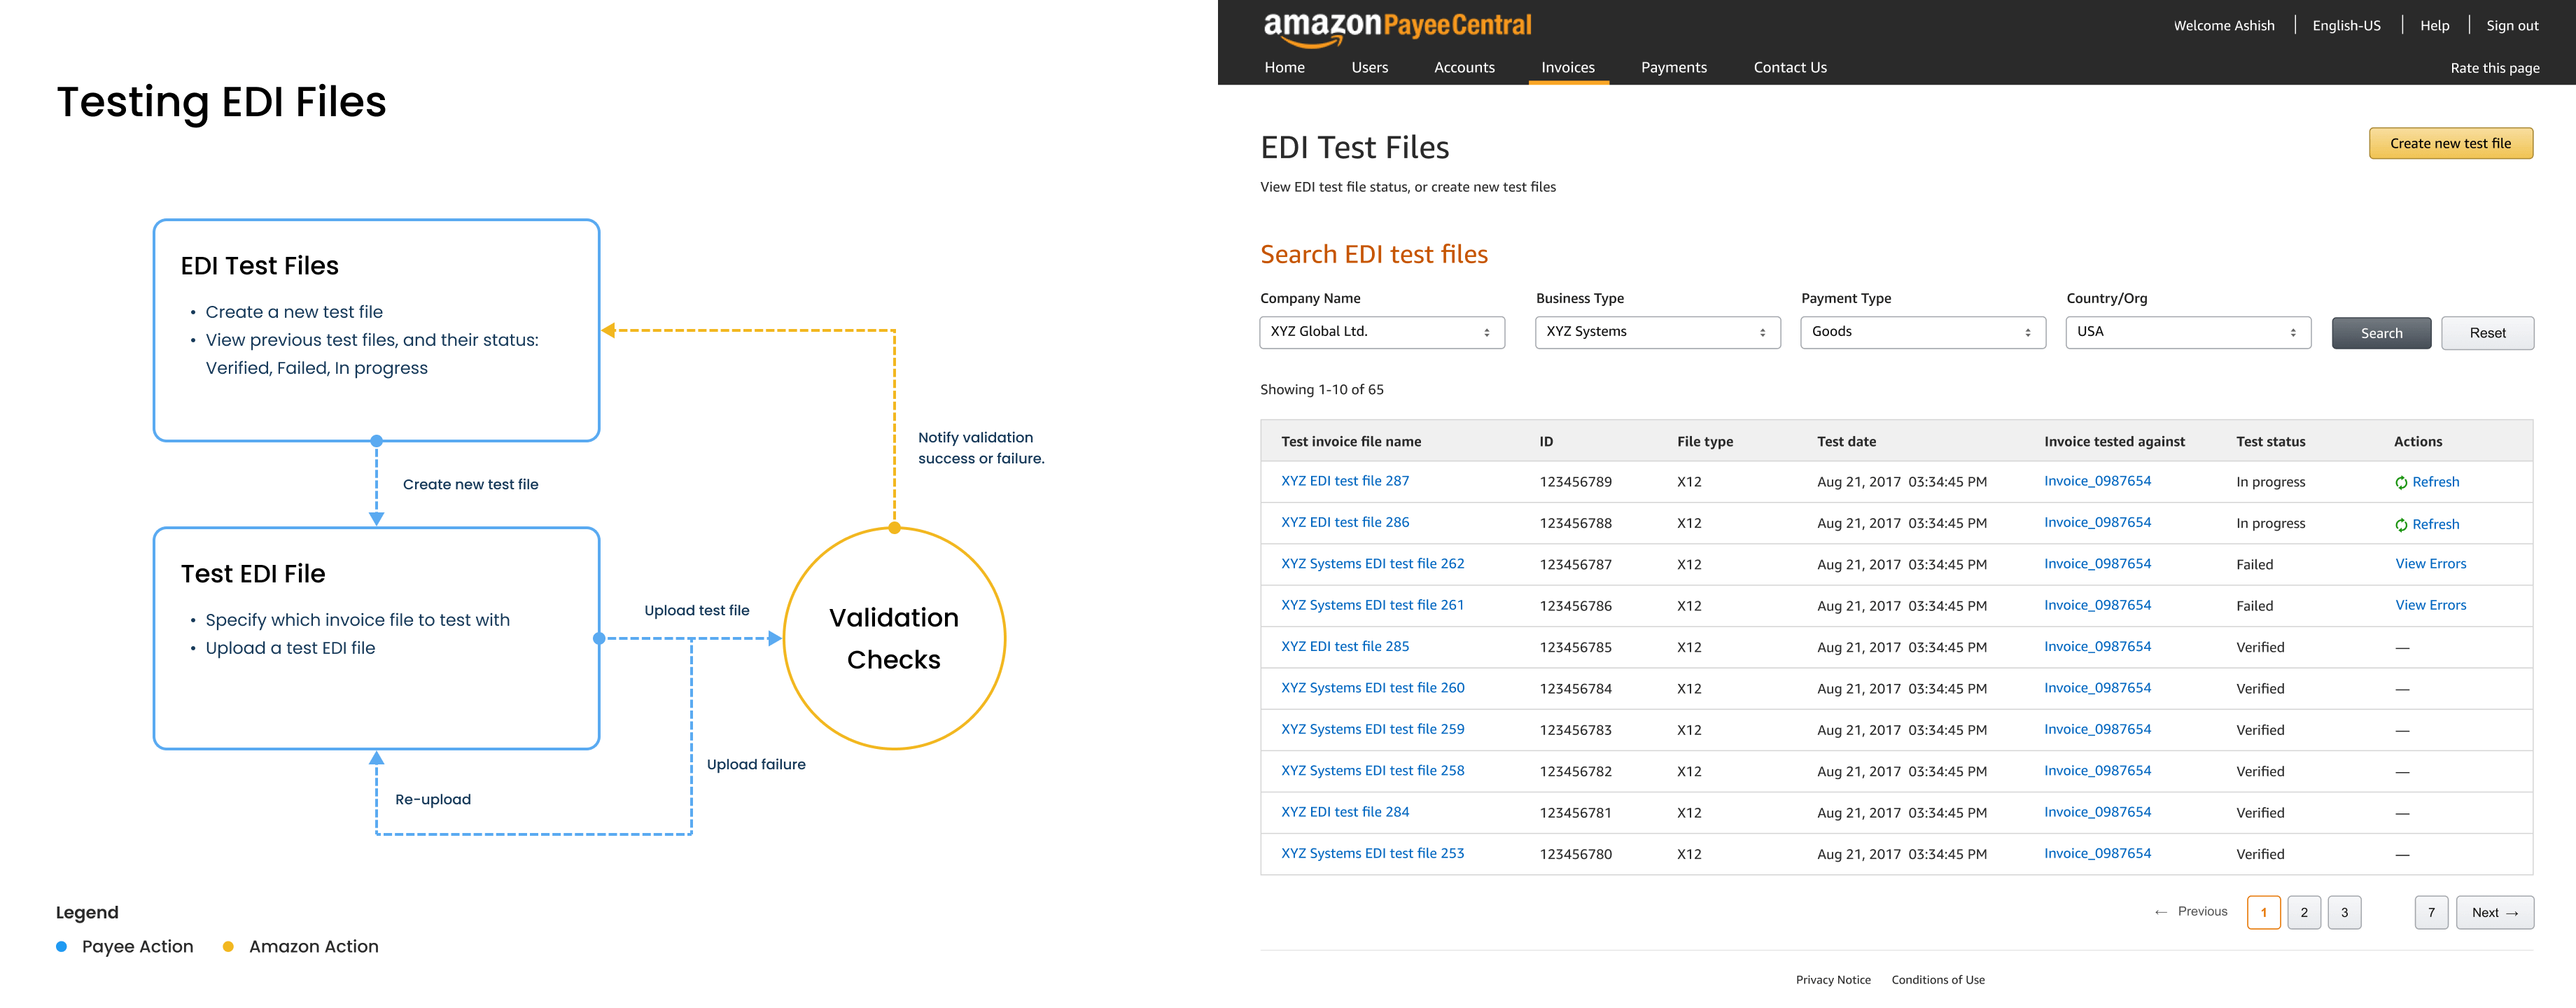 Testing EDI Files
EDI Test Files
• Create a new test file
• View previous test files, and their status:
Verified, Failed, In progress
Create new test file
Notify validation
success or failure.
Test EDI File
• Specify which invoice file to test with
• Upload a test EDI file
Upload test file
Validation
Checks
Upload failure
Re-upload
Legend
Payee Action Amazon Action
amazon PayeeCentral
Welcome Ashish English-US Help Sign out
Home Users Accounts Invoices Payments Contact Us Rate this page
EDI Test Files
Create new test file
View EDI test file status, or create new test files
Search EDI test files
Company Name Business Type Payment Type Country/Org
XYZ Global Ltd. XYZ Systems Goods USA Search Reset
Showing 1-10 of 65
Test invoice file name ID File type Test date Invoice tested against Test status Actions
XYZ EDI test file 287 123456789 X12 Aug 21, 2017 03:34:45 PM Invoice_0987654 In progress Refresh
XYZ EDI test file 286 123456788 X12 Aug 21, 2017 03:34:45 PM Invoice_0987654 In progress Refresh
XYZ Systems EDI test file 262 123456787 X12 Aug 21, 2017 03:34:45 PM Invoice_0987654 Failed View Errors
XYZ Systems EDI test file 261 123456786 X12 Aug 21, 2017 03:34:45 PM Invoice_0987654 Failed View Errors
XYZ EDI test file 285 123456785 X12 Aug 21, 2017 03:34:45 PM Invoice_0987654 Verified —
XYZ Systems EDI test file 260 123456784 X12 Aug 21, 2017 03:34:45 PM Invoice_0987654 Verified —
XYZ Systems EDI test file 259 123456783 X12 Aug 21, 2017 03:34:45 PM Invoice_0987654 Verified —
XYZ Systems EDI test file 258 123456782 X12 Aug 21, 2017 03:34:45 PM Invoice_0987654 Verified —
XYZ EDI test file 284 123456781 X12 Aug 21, 2017 03:34:45 PM Invoice_0987654 Verified —
XYZ Systems EDI test file 253 123456780 X12 Aug 21, 2017 03:34:45 PM Invoice_0987654 Verified —
← Previous 1 2 3 7 Next →
Privacy Notice Conditions of Use